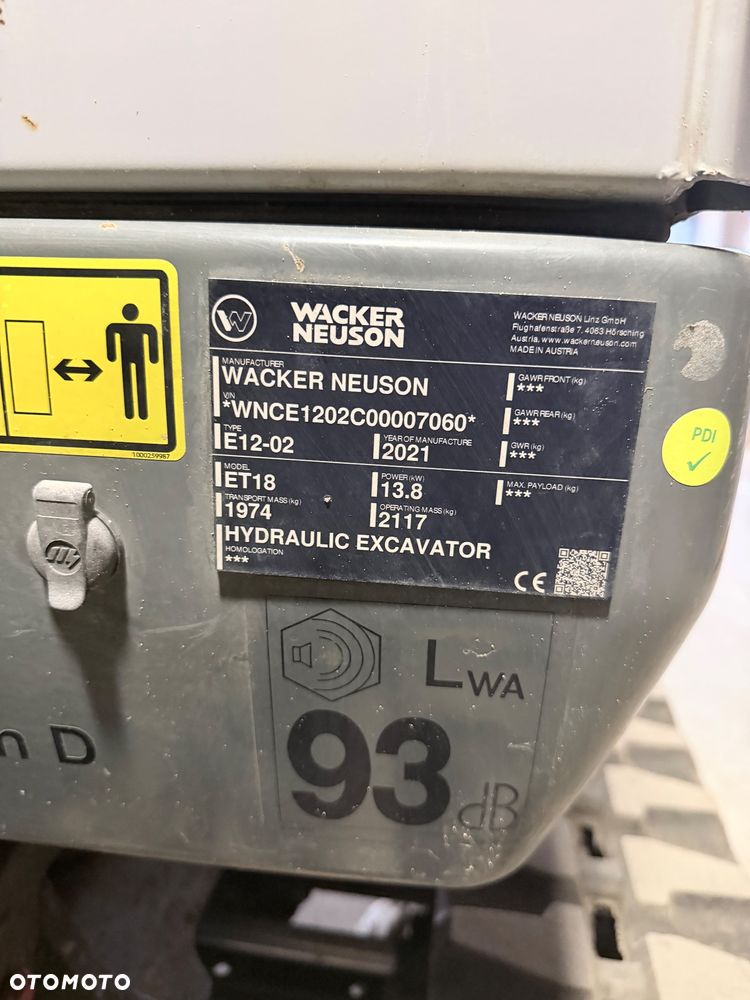 WACKER
NEUSON
WACKER NEUSON Linz GmbH
Flughafenstraße 7, 4063 Hörsching
Austria, www.wackerneuson.com
MADE IN AUSTRIA
MANUFACTURER
WACKER NEUSON
VIN
*WNCE1202C00007060*
TYPE
E12-02
YEAR OF MANUFACTURE
2021
MODEL
ET18
POWER (kW)
13.8
TRANSPORT MASS (kg)
1974
OPERATING MASS (kg)
2117
HYDRAULIC EXCAVATOR
HOMOLOGATION
***
GAWR FRONT (kg)
***
GAWR REAR (kg)
***
GWR (kg)
***
MAX. PAYLOAD (kg)
***
CE
PDI
1000259987
LWA
93 dB
n D
OTOMOTO